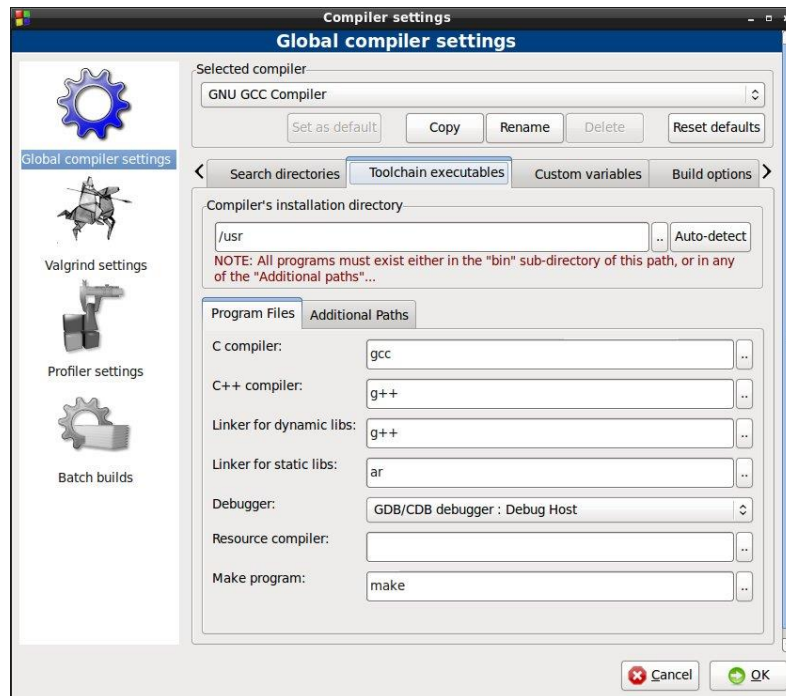 Compiler settings
Global compiler settings
Global compiler settings
Valgrind settings
Profiler settings
Batch builds
Selected compiler
GNU GCC Compiler
Set as default Copy Rename Delete Reset defaults
Search directories Toolchain executables Custom variables Build options
Compiler's installation directory
/usr .. Auto-detect
NOTE: All programs must exist either in the "bin" sub-directory of this path, or in any
of the "Additional paths"...
Program Files Additional Paths
C compiler: gcc ..
C++ compiler: g++ ..
Linker for dynamic libs: g++ ..
Linker for static libs: ar ..
Debugger: GDB/CDB debugger : Debug Host
Resource compiler: ..
Make program: make ..
Cancel OK